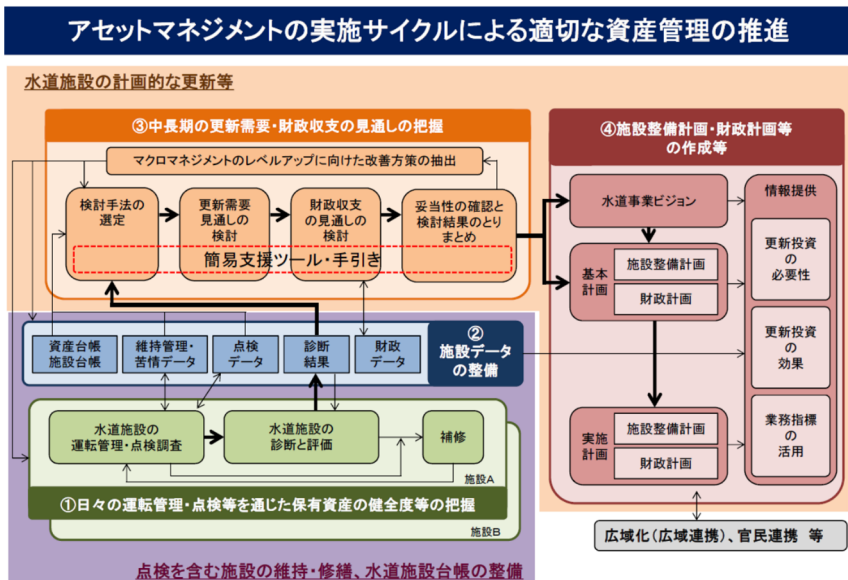 アセットマネジメントの実施サイクルによる適切な資産管理の推進
水道施設の計画的な更新等
③中長期の更新需要・財政収支の見通しの把握
マクロマネジメントのレベルアップに向けた改善方策の抽出
検討手法の
選定
更新需要
見通しの
検討
財政収支
の見通しの
検討
妥当性の確認と
検討結果のとり
まとめ
簡易支援ツール・手引き
④施設整備計画・財政計画等
の作成等
水道事業ビジョン
基本
計画
施設整備計画
財政計画
実施
計画
施設整備計画
財政計画
情報提供
更新投資
の
必要性
更新投資
の
効果
業務指標
の
活用
広域化(広域連携)、官民連携 等
資産台帳
施設台帳
維持管理・
苦情データ
点検
データ
診断
結果
財政
データ
②
施設データ
の整備
水道施設の
運転管理・点検調査
水道施設の
診断と評価
補修
施設A
①日々の運転管理・点検等を通じた保有資産の健全度等の把握
施設B
点検を含む施設の維持・修繕、水道施設台帳の整備